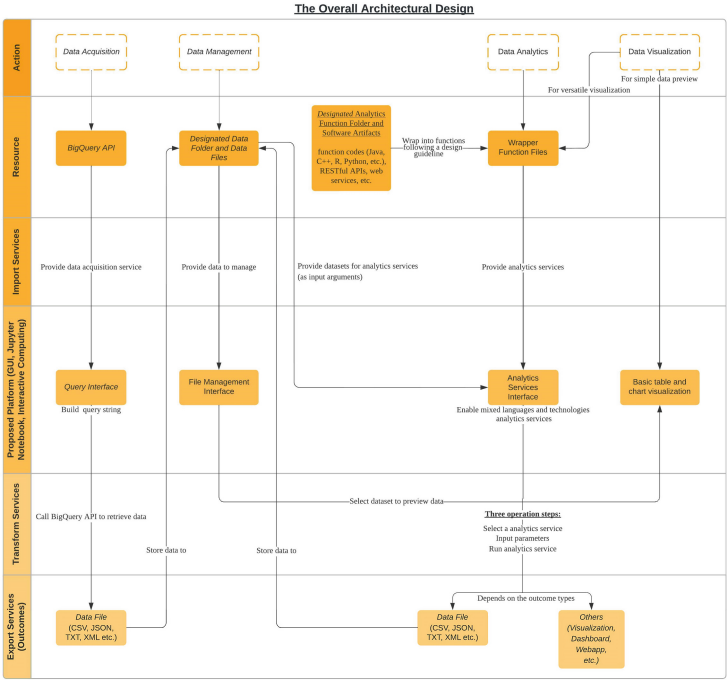 The Overall Architectural Design
Action
Data Acquisition
Data Management
Data Analytics
Data Visualization
For simple data preview
For versatile visualization
Resource
BigQuery API
Designated Data
Folder and Data
Files
Designated Analytics
Function Folder and
Software Artifacts
function codes (Java,
C++, R, Python, etc.),
RESTful APIs, web
services, etc.
Wrap into functions
following a design
guideline
Wrapper
Function Files
Import Services
Provide data acquisition service
Provide data to manage
Provide datasets for analytics services
(as input arguments)
Provide analytics services
Proposed Platform (GUI, Jupyter
Notebook, Interactive Computing)
Query Interface
Build query string
File Management
Interface
Analytics
Services
Interface
Enable mixed languages and technologies
analytics services
Basic table and
chart visualization
Transform Services
Call BigQuery API to retrieve data
Store data to
Store data to
Select dataset to preview data
Three operation steps:
Select a analytics service
Input parameters
Run analytics service
Export Services
(Outcomes)
Data File
(CSV, JSON,
TXT, XML etc.)
Depends on the outcome types
Data File
(CSV, JSON,
TXT, XML etc.)
Others
(Visualization,
Dashboard,
Webapp,
etc.)